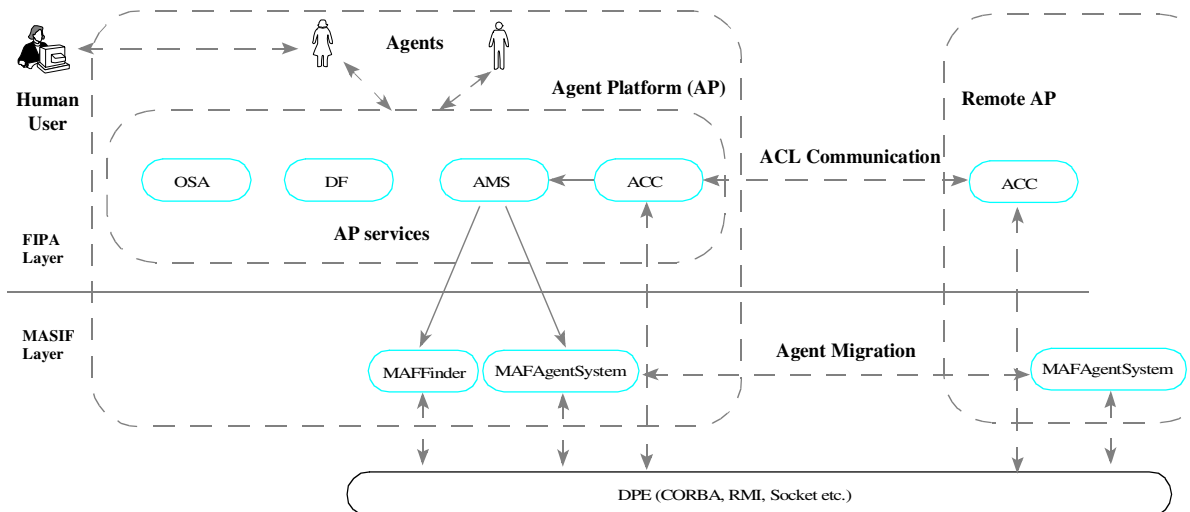 Agents
Human
User
Agent Platform (AP)
Remote AP
ACL Communication
OSA
DF
AMS
ACC
ACC
AP services
FIPA
Layer
MASIF
Layer
Agent Migration
MAFFinder
MAFAgentSystem
MAFAgentSystem
DPE (CORBA, RMI, Socket etc.)